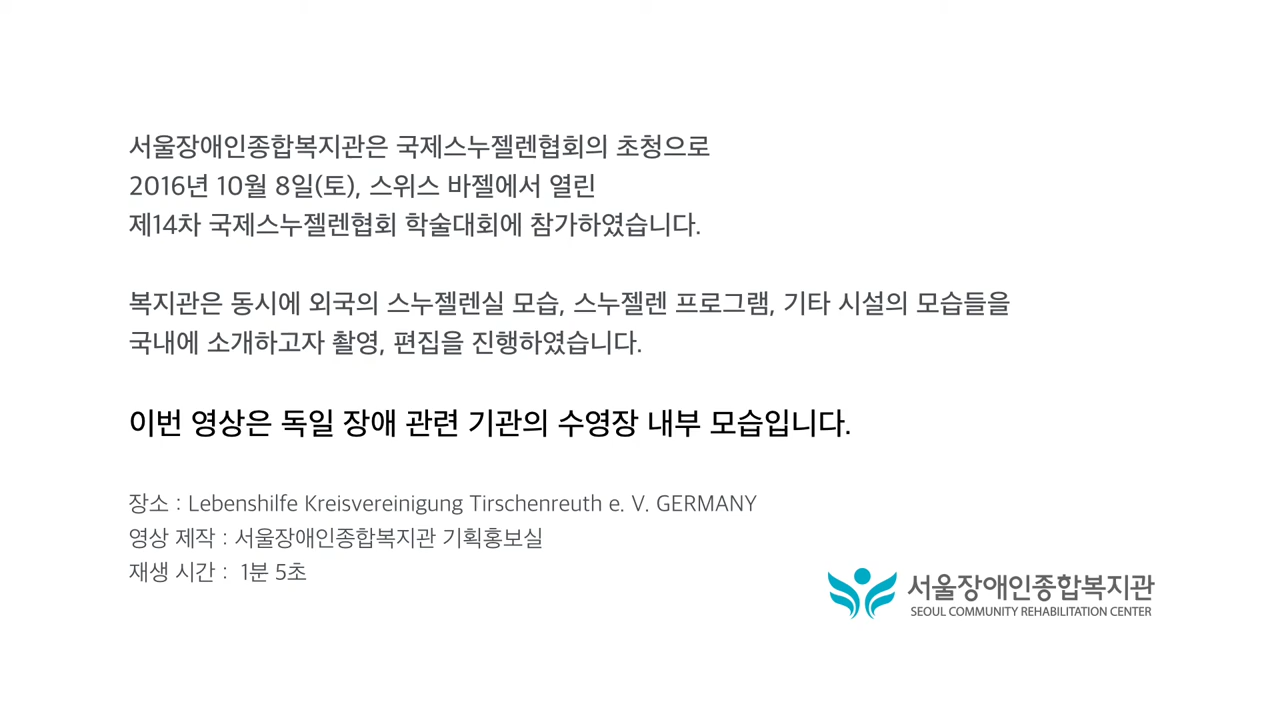 서울장애인종합복지관은 국제스누젤렌협회의 초청으로
2016년 10월 8일(토), 스위스 바젤에서 열린
제14차 국제스누젤렌협회 학술대회에 참가하였습니다.
복지관은 동시에 외국의 스누젤렌실 모습, 스누젤렌 프로그램, 기타 시설의 모습들을
국내에 소개하고자 촬영, 편집을 진행하였습니다.
이번 영상은 독일 장애 관련 기관의 수영장 내부 모습입니다.
장소 : Lebenshilfe Kreisvereinigung Tirschenreuth e. V. GERMANY
영상 제작 : 서울장애인종합복지관 기획홍보실
재생 시간 : 1분 5초
서울장애인종합복지관
SEOUL COMMUNITY REHABILITATION CENTER